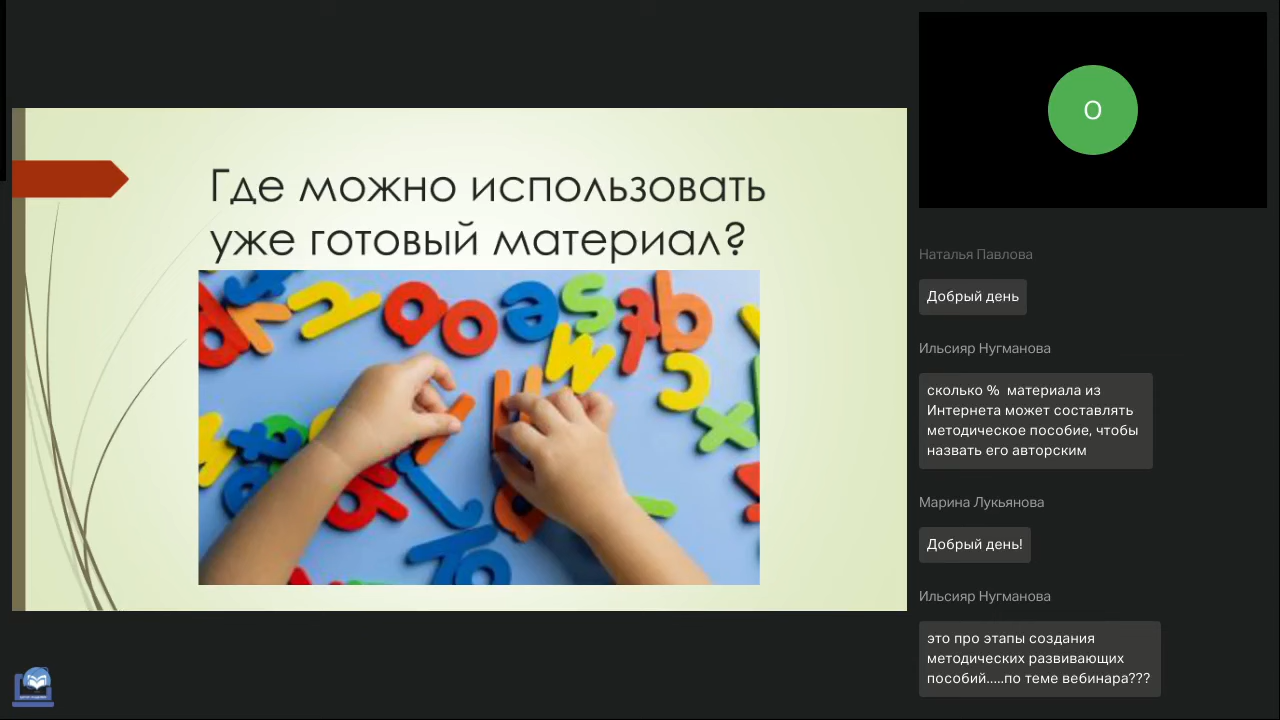 Где можно использовать
уже готовый материал?
О
Наталья Павлова
Добрый день
Ильсияр Нугманова
сколько % материала из
Интернета может составлять
методическое пособие, чтобы
назвать его авторским
Марина Лукьянова
Добрый день!
Ильсияр Нугманова
это про этапы создания
методических развивающих
пособий.....по теме вебинара???